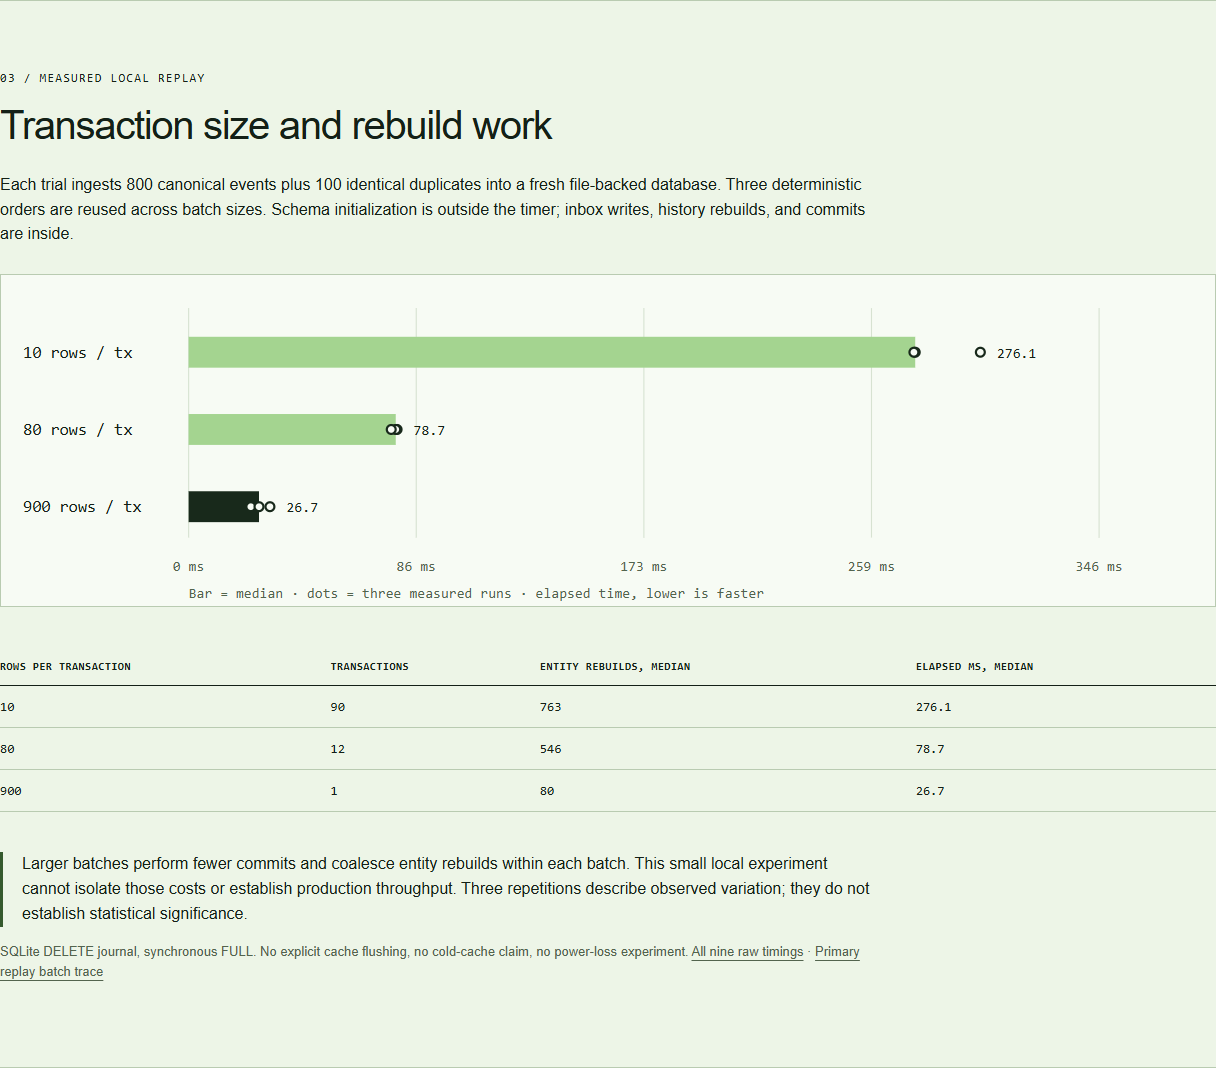 03 / MEASURED LOCAL REPLAY
Transaction size and rebuild work
Each trial ingests 800 canonical events plus 100 identical duplicates into a fresh file-backed database. Three deterministic
orders are reused across batch sizes. Schema initialization is outside the timer; inbox writes, history rebuilds, and commits
are inside.
10 rows / tx 276.1
80 rows / tx 78.7
900 rows / tx 26.7
0 ms 86 ms 173 ms 259 ms 346 ms
Bar = median · dots = three measured runs · elapsed time, lower is faster
ROWS PER TRANSACTION TRANSACTIONS ENTITY REBUILDS, MEDIAN ELAPSED MS, MEDIAN
10 90 763 276.1
80 12 546 78.7
900 1 80 26.7
Larger batches perform fewer commits and coalesce entity rebuilds within each batch. This small local experiment
cannot isolate those costs or establish production throughput. Three repetitions describe observed variation; they do not
establish statistical significance.
SQLite DELETE journal, synchronous FULL. No explicit cache flushing, no cold-cache claim, no power-loss experiment. All nine raw timings · Primary
replay batch trace